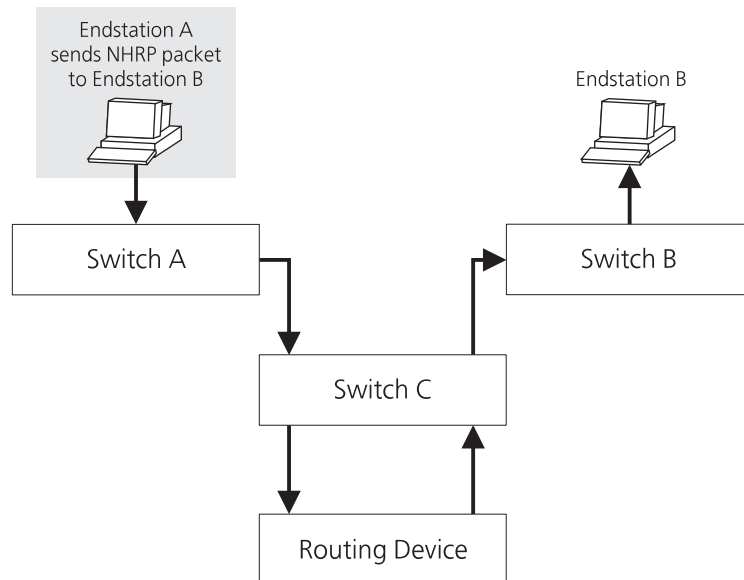 Endstation A
sends NHRP packet
to Endstation B
Endstation B
Switch A
Switch B
Switch C
Routing Device